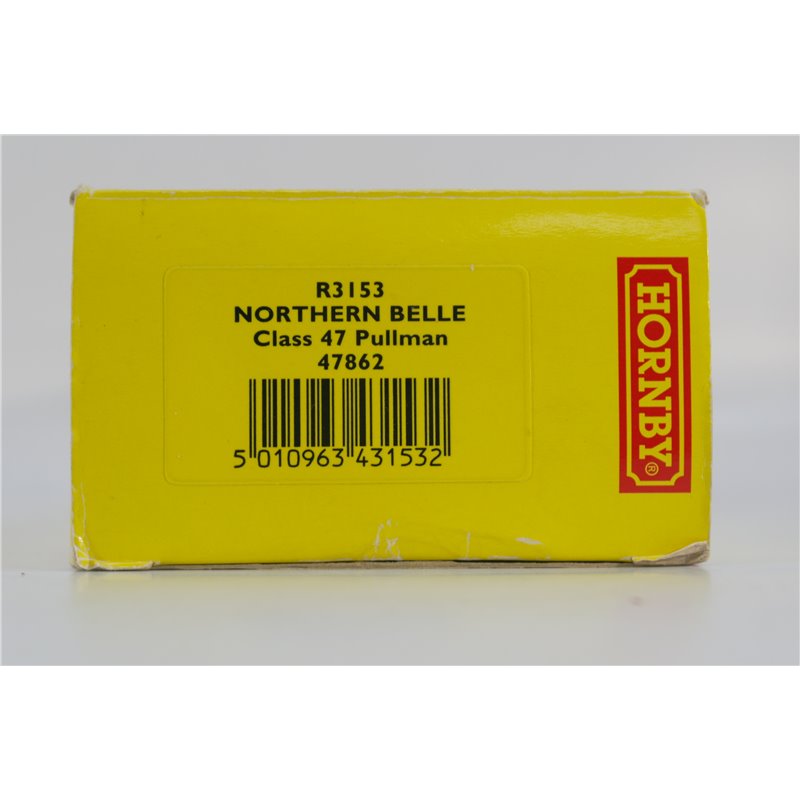 R3153
NORTHERN BELLE
Class 47 Pullman
47862
5 010963 431532
HORNBY®